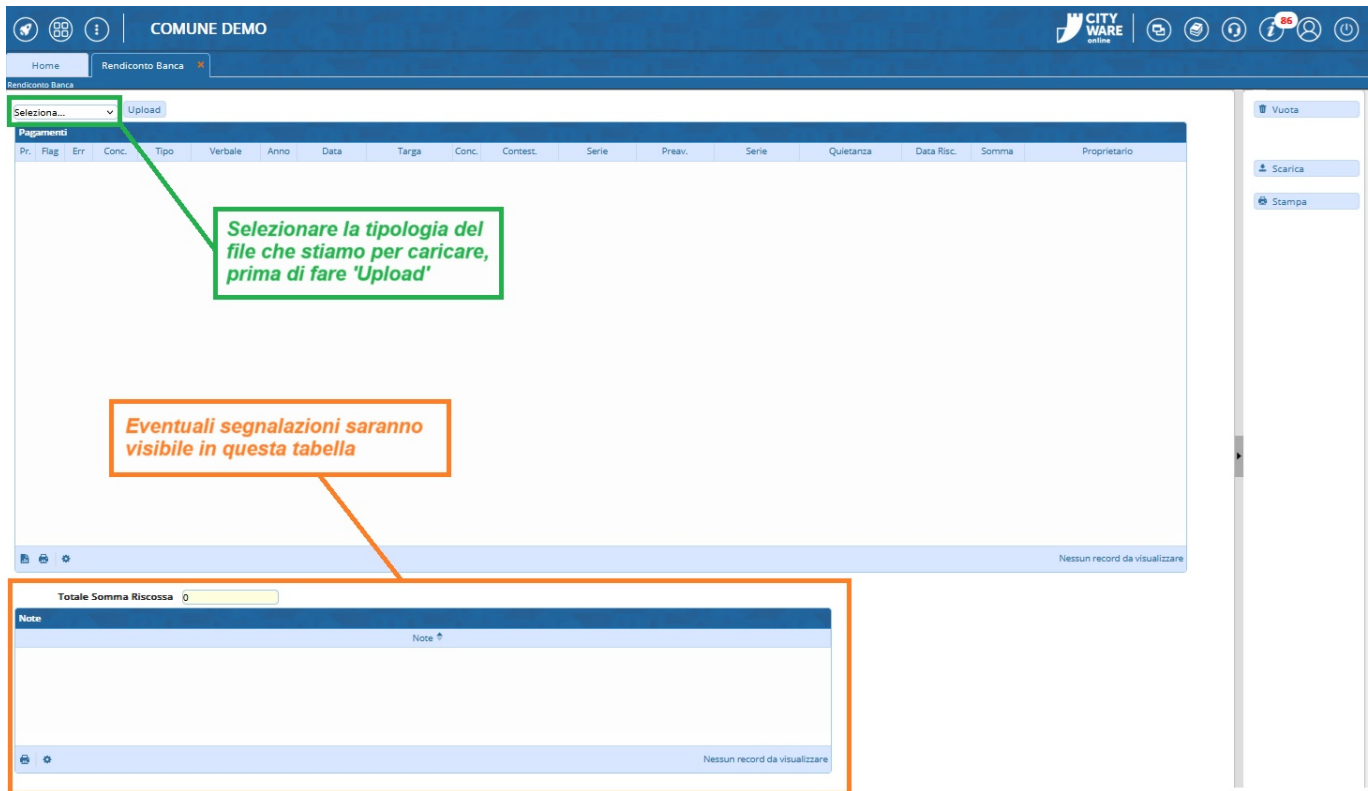 COMUNE DEMO
CITY
WARE
online
86
Home
Rendiconto Banca
Rendiconto Banca
Seleziona...
Upload
Vuota
Pagamenti
Pr. Flag Err Conc. Tipo Verbale Anno Data Targa Conc. Contest. Serie Preav. Serie Quietanza Data Risc. Somma Proprietario
Scarica
Stampa
Selezionare la tipologia del
file che stiamo per caricare,
prima di fare 'Upload'
Eventuali segnalazioni saranno
visibile in questa tabella
Nessun record da visualizzare
Totale Somma Riscossa 0
Note
Note
Nessun record da visualizzare